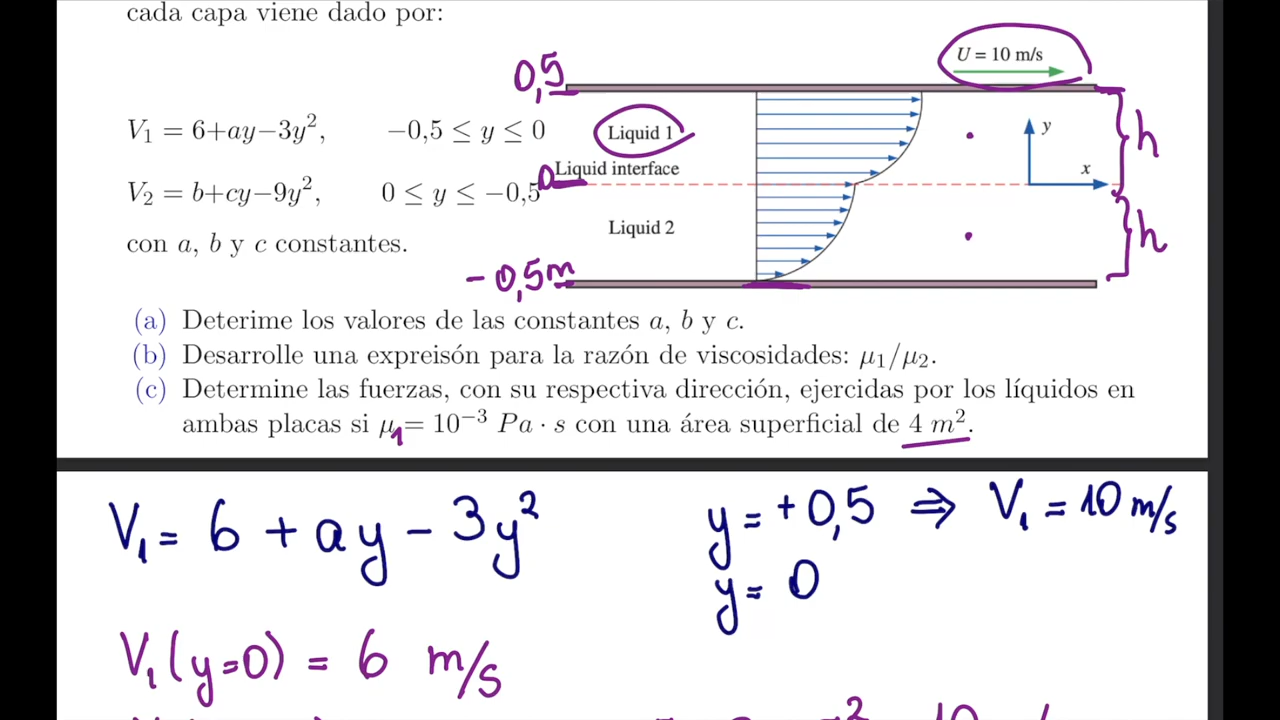 cada capa viene dado por:
0,5
U = 10 m/s
V₁ = 6+ay−3y², −0,5 ≤ y ≤ 0
Liquid 1
y
h
0
Liquid interface
x
V₂ = b+cy−9y², 0 ≤ y ≤ −0,5
Liquid 2
h
con a, b y c constantes.
−0,5m
(a) Deterime los valores de las constantes a, b y c.
(b) Desarrolle una expreisón para la razón de viscosidades: μ₁/μ₂.
(c) Determine las fuerzas, con su respectiva dirección, ejercidas por los líquidos en
ambas placas si μ₁ = 10⁻³ Pa · s con una área superficial de 4 m².
V₁ = 6 + ay − 3y² y = +0,5 ⇒ V₁ = 10 m/s
y = 0
V₁(y=0) = 6 m/s